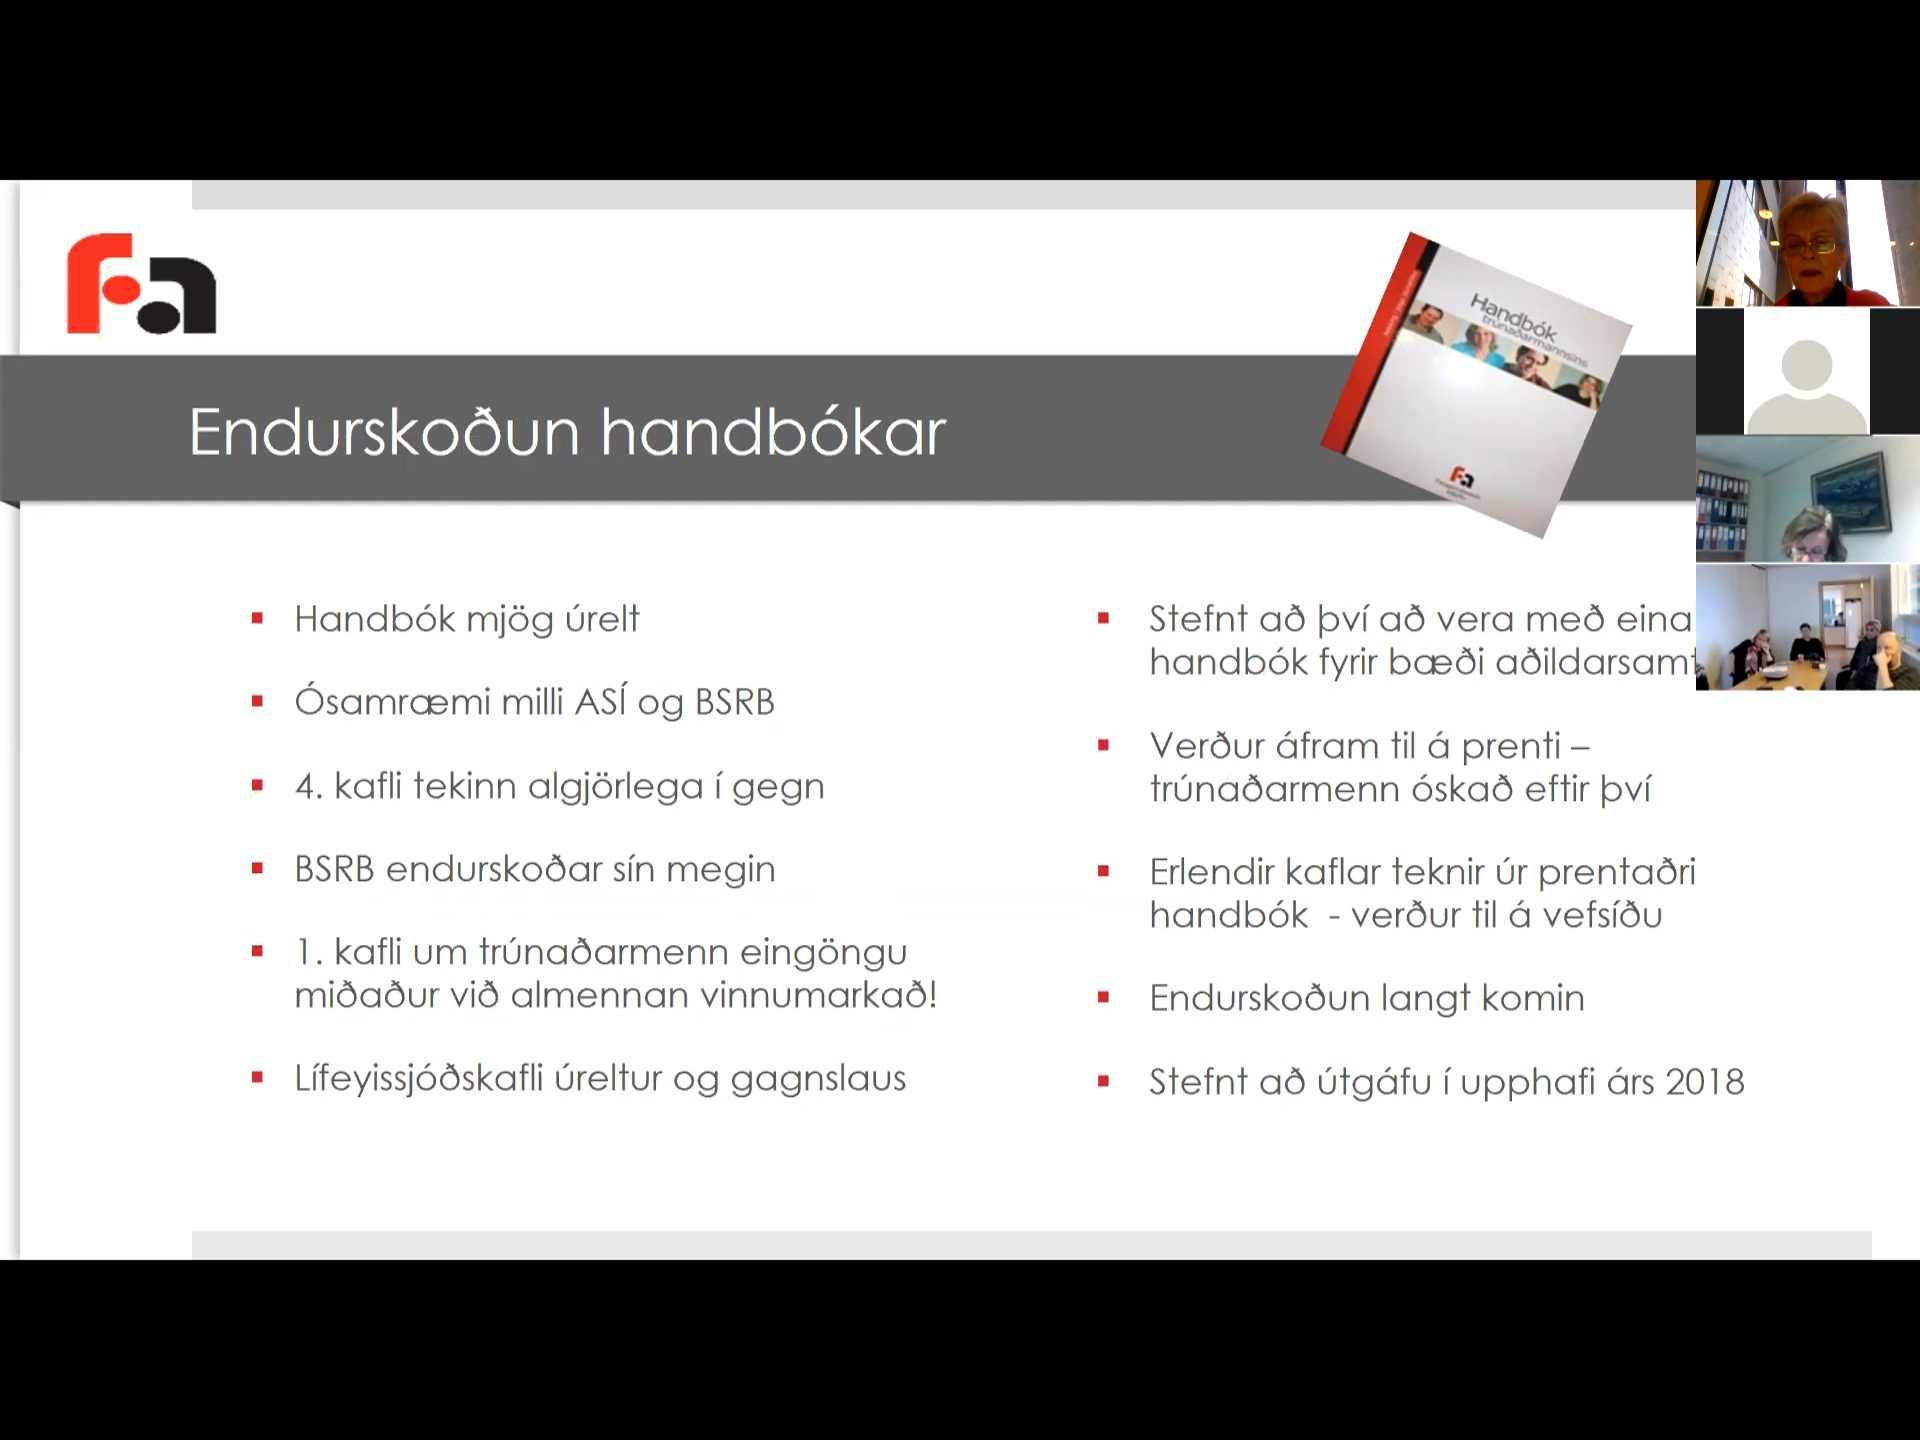 fa
Handbók
trúnaðarmannsins
fa
Endurskoðun handbókar
Handbók mjög úrelt
Ósamræmi milli ASÍ og BSRB
4. kafli tekinn algjörlega í gegn
BSRB endurskoðar sín megin
1. kafli um trúnaðarmenn eingöngu
miðaður við almennan vinnumarkað!
Lífeyissjóðskafli úreltur og gagnslaus
Stefnt að því að vera með eina
handbók fyrir bæði aðildarsamt
Verður áfram til á prenti –
trúnaðarmenn óskað eftir því
Erlendir kaflar teknir úr prentaðri
handbók - verður til á vefsíðu
Endurskoðun langt komin
Stefnt að útgáfu í upphafi árs 2018